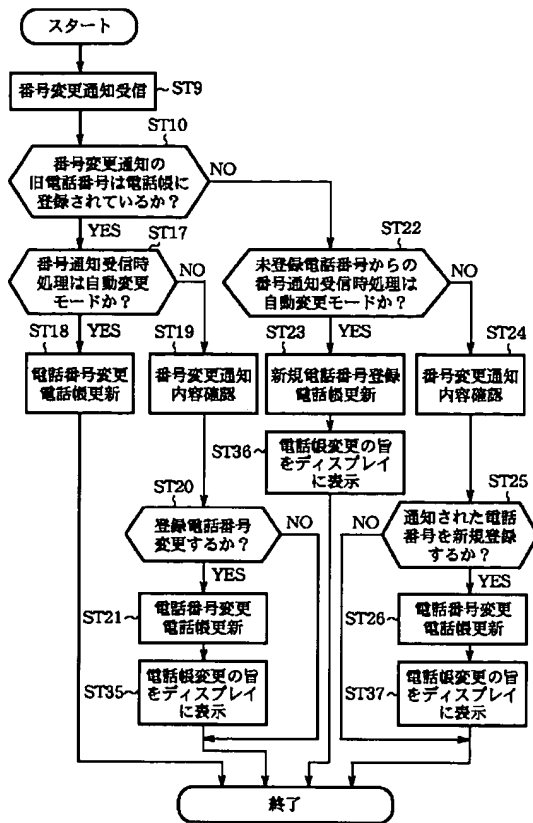 スタート
番号変更通知受信
ST9
ST10
番号変更通知の
旧電話番号は電話帳に
登録されているか？
NO
YES
ST17
番号通知受信時
処理は自動変更
モードか？
NO
YES
ST22
未登録電話番号からの
番号通知受信時処理は
自動変更モードか？
NO
YES
ST18
電話番号変更
電話帳更新
ST19
番号変更通知
内容確認
ST23
新規電話番号登録
電話帳更新
ST24
番号変更通知
内容確認
ST36
電話帳変更の旨
をディスプレイ
に表示
ST20
登録電話番号
変更するか？
NO
YES
ST25
通知された電話
番号を新規登録
するか？
NO
YES
ST21
電話番号変更
電話帳更新
ST26
電話番号変更
電話帳更新
ST35
電話帳変更の旨
をディスプレイ
に表示
ST37
電話帳変更の旨
をディスプレイ
に表示
終了